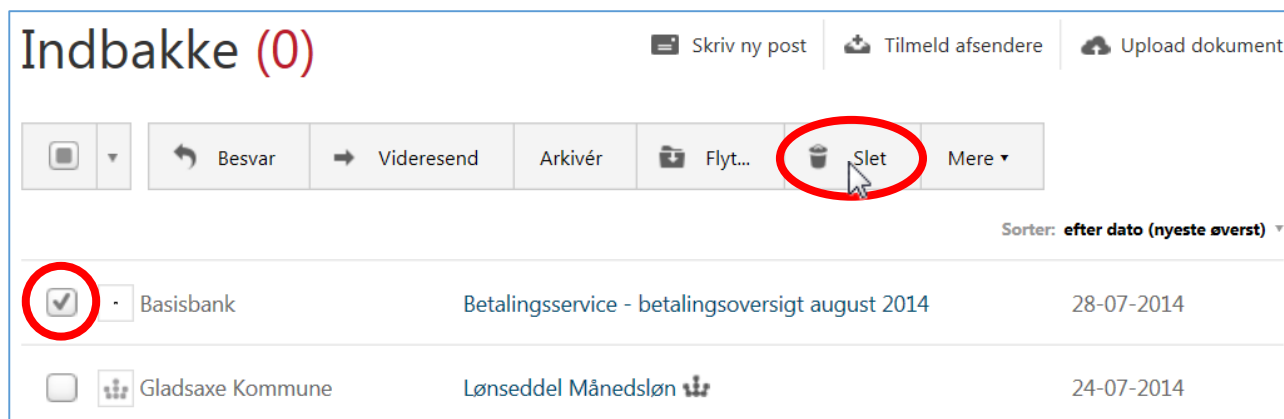 Indbakke (0) Skriv ny post Tilmeld afsendere Upload dokument
Besvar Videresend Arkivér Flyt... Slet Mere
Sorter: efter dato (nyeste øverst)
Basisbank Betalingsservice - betalingsoversigt august 2014 28-07-2014
Gladsaxe Kommune Lønseddel Månedsløn 24-07-2014